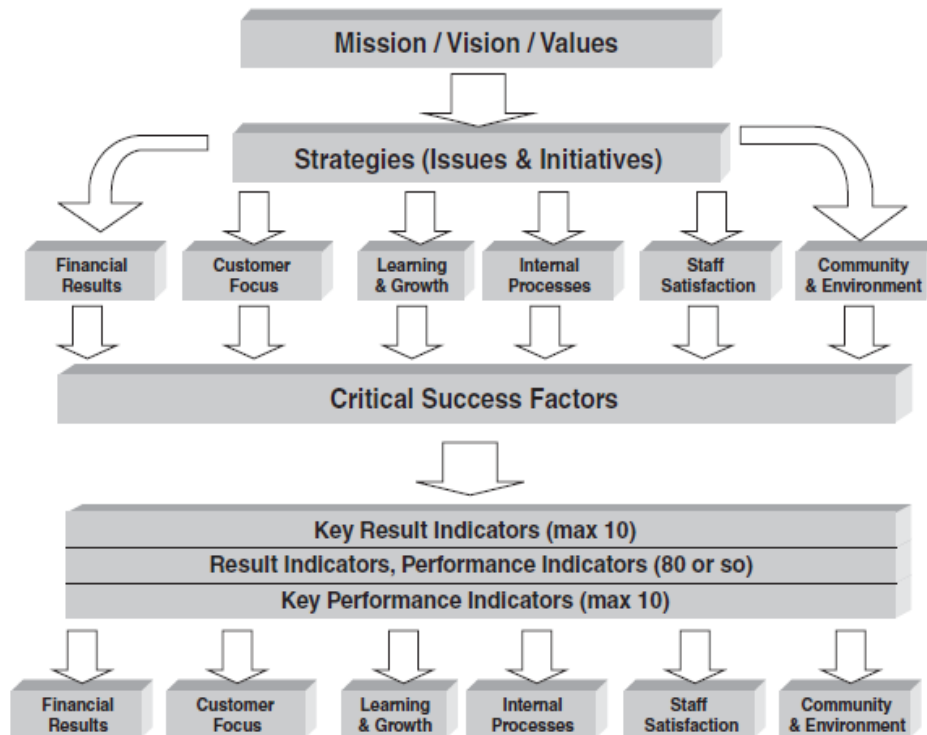 Mission / Vision / Values
Strategies (Issues & Initiatives)
Financial
Results
Customer
Focus
Learning
& Growth
Internal
Processes
Staff
Satisfaction
Community
& Environment
Critical Success Factors
Key Result Indicators (max 10)
Result Indicators, Performance Indicators (80 or so)
Key Performance Indicators (max 10)
Financial
Results
Customer
Focus
Learning
& Growth
Internal
Processes
Staff
Satisfaction
Community
& Environment